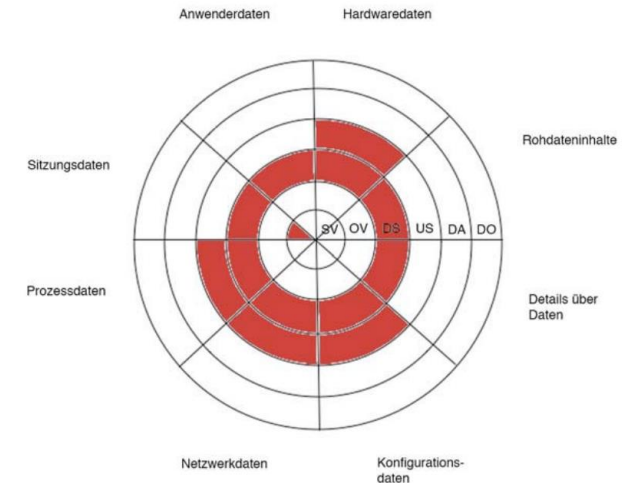 Anwenderdaten
Hardwaredaten
Rohdateninhalte
Sitzungsdaten
SV
OV
DS
US
DA
DO
Prozessdaten
Details über
Daten
Netzwerkdaten
Konfigurations-
daten